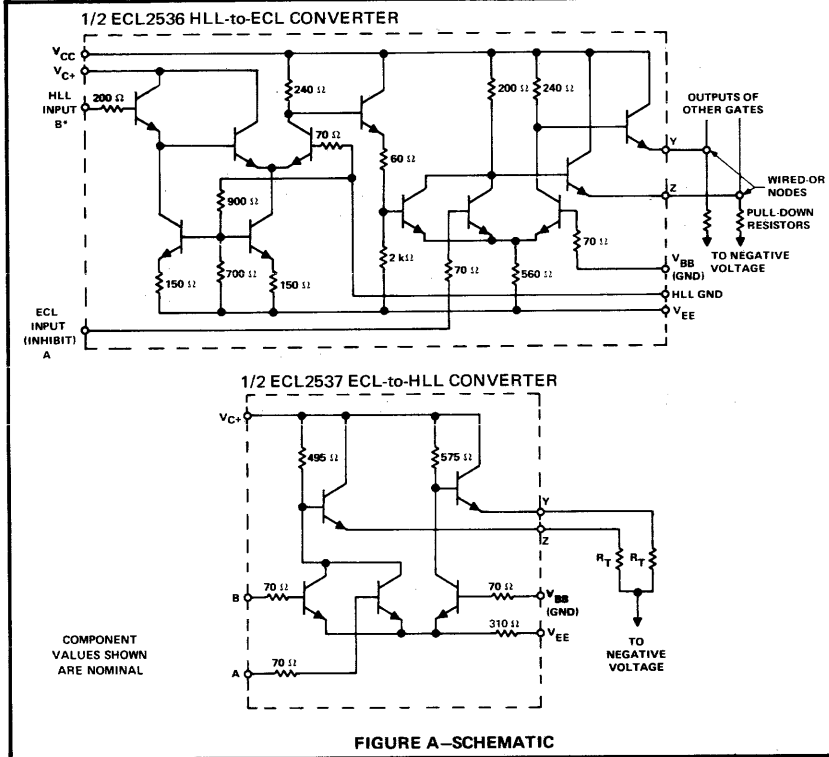 1/2 ECL2536 HLL-to-ECL CONVERTER
VCC
VC+
HLL
INPUT
B*
200 Ω
240 Ω
70 Ω
60 Ω
900 Ω
700 Ω
150 Ω
150 Ω
2 kΩ
70 Ω
200 Ω
240 Ω
560 Ω
70 Ω
OUTPUTS OF
OTHER GATES
Y
Z
WIRED-OR
NODES
PULL-DOWN
RESISTORS
TO NEGATIVE
VOLTAGE
VBB
(GND)
HLL GND
VEE
ECL
INPUT
(INHIBIT)
A
1/2 ECL2537 ECL-to-HLL CONVERTER
VC+
495 Ω
575 Ω
Y
Z
RT
RT
B
70 Ω
70 Ω
VBB
(GND)
310 Ω
VEE
A
70 Ω
TO
NEGATIVE
VOLTAGE
COMPONENT
VALUES SHOWN
ARE NOMINAL
FIGURE A—SCHEMATIC